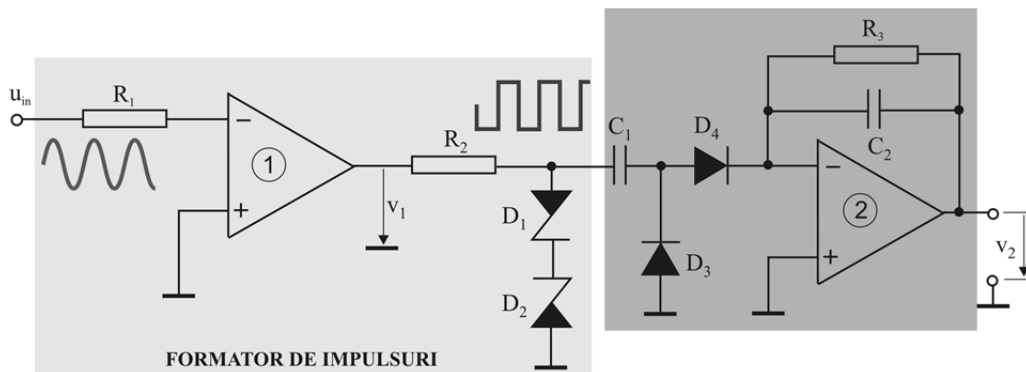 u_in
R₁
−
+
1
v₁
R₂
D₁
D₂
FORMATOR DE IMPULSURI
C₁
D₄
D₃
R₃
C₂
−
+
2
v₂